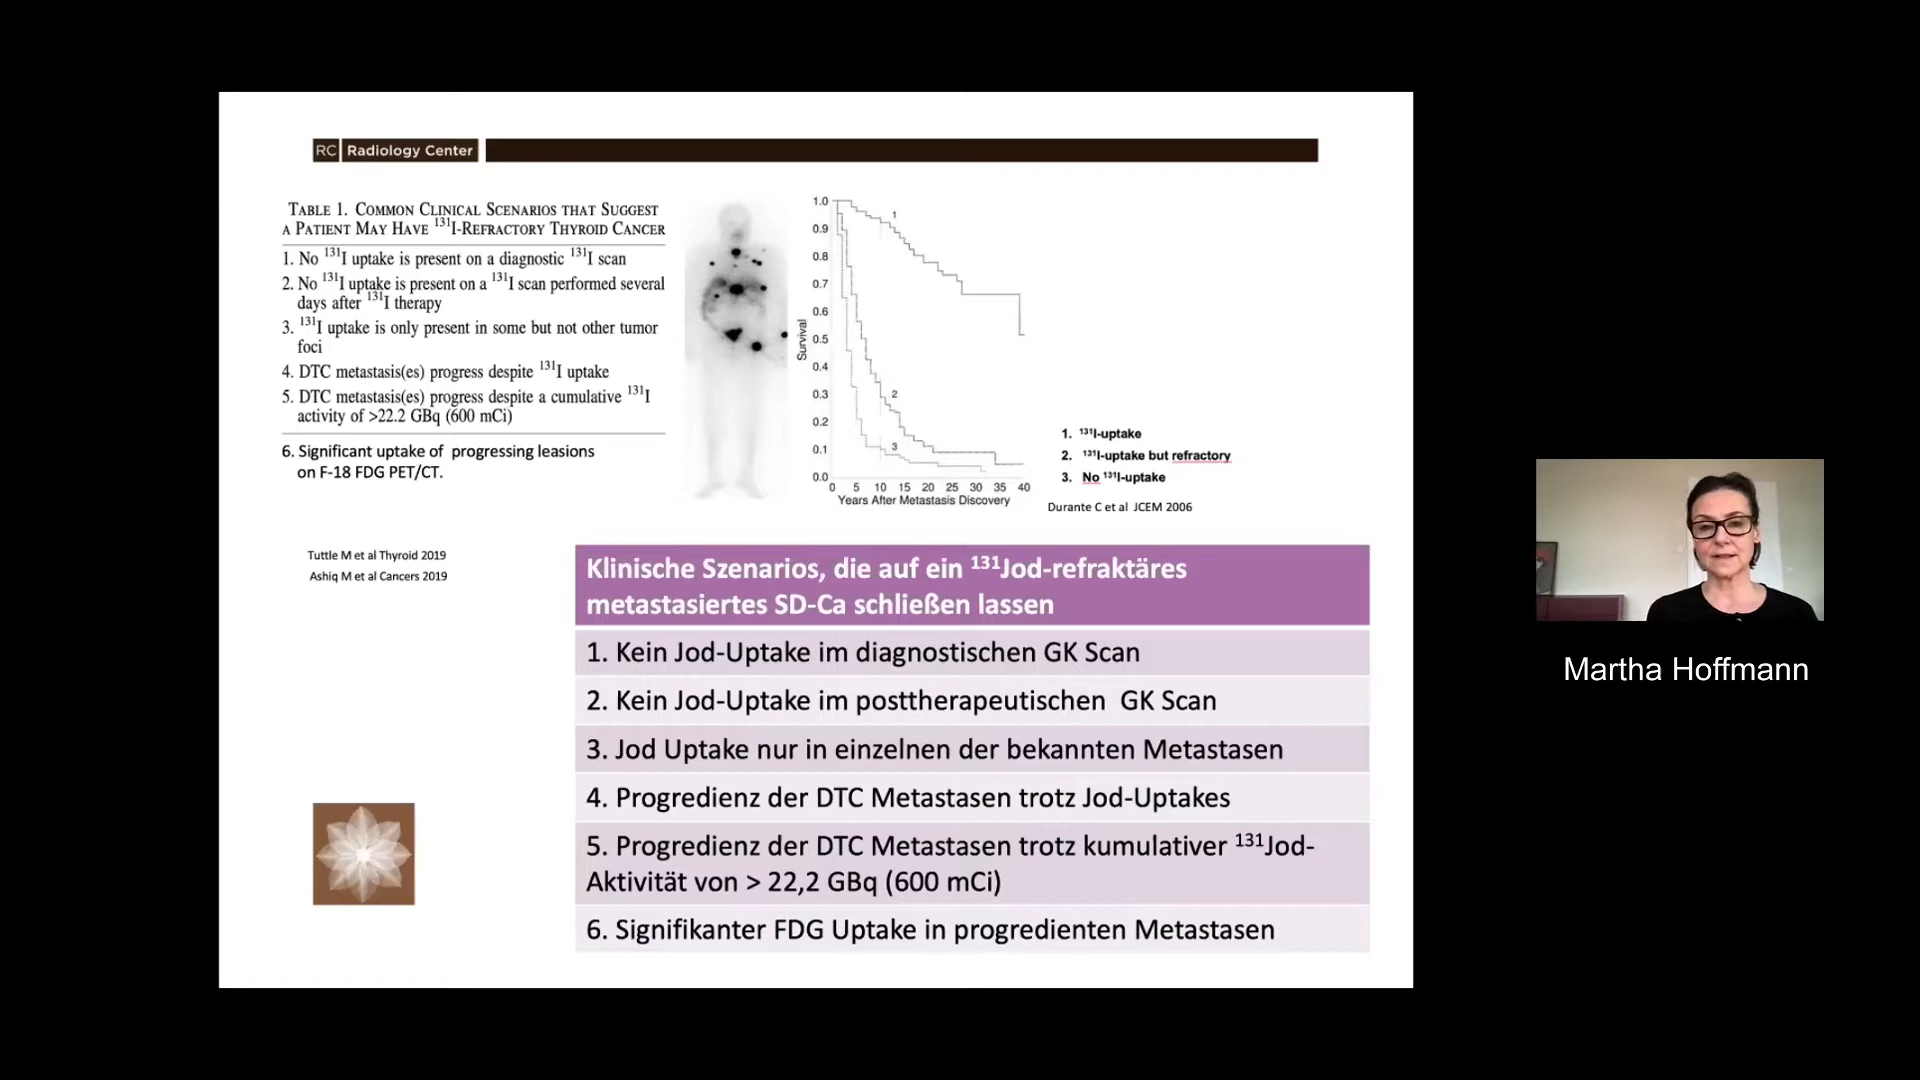 RC Radiology Center
TABLE 1. COMMON CLINICAL SCENARIOS THAT SUGGEST
A PATIENT MAY HAVE ¹³¹I-REFRACTORY THYROID CANCER
1. No ¹³¹I uptake is present on a diagnostic ¹³¹I scan
2. No ¹³¹I uptake is present on a ¹³¹I scan performed several
days after ¹³¹I therapy
3. ¹³¹I uptake is only present in some but not other tumor
foci
4. DTC metastasis(es) progress despite ¹³¹I uptake
5. DTC metastasis(es) progress despite a cumulative ¹³¹I
activity of >22.2 GBq (600 mCi)
6. Significant uptake of progressing leasions
on F-18 FDG PET/CT.
Tuttle M et al Thyroid 2019
Ashiq M et al Cancers 2019
Survival
1.0
0.9
0.8
0.7
0.6
0.5
0.4
0.3
0.2
0.1
0.0
1
2
3
0 5 10 15 20 25 30 35 40
Years After Metastasis Discovery
1. ¹³¹I-uptake
2. ¹³¹I-uptake but refractory
3. No ¹³¹I-uptake
Durante C et al JCEM 2006
Klinische Szenarios, die auf ein ¹³¹Jod-refraktäres
metastasiertes SD-Ca schließen lassen
1. Kein Jod-Uptake im diagnostischen GK Scan
2. Kein Jod-Uptake im posttherapeutischen GK Scan
3. Jod Uptake nur in einzelnen der bekannten Metastasen
4. Progredienz der DTC Metastasen trotz Jod-Uptakes
5. Progredienz der DTC Metastasen trotz kumulativer ¹³¹Jod-
Aktivität von > 22,2 GBq (600 mCi)
6. Signifikanter FDG Uptake in progredienten Metastasen
Martha Hoffmann